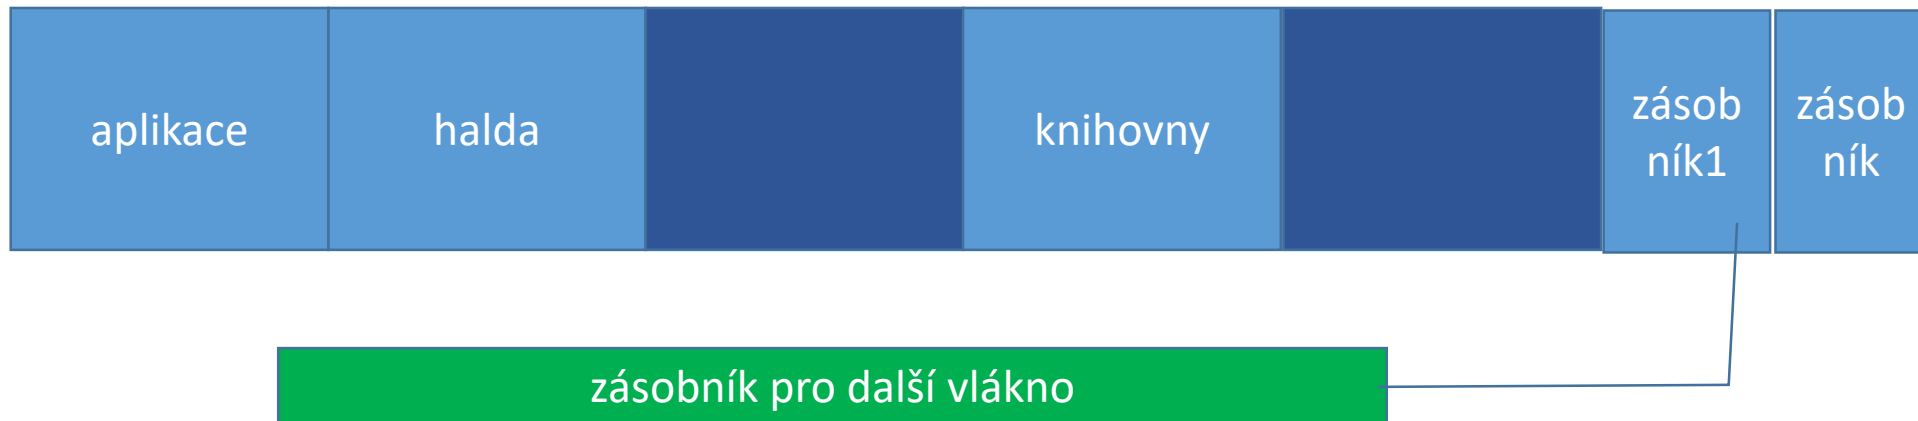 aplikace
halda
knihovny
zásob
ník1
zásob
ník
zásobník pro další vlákno